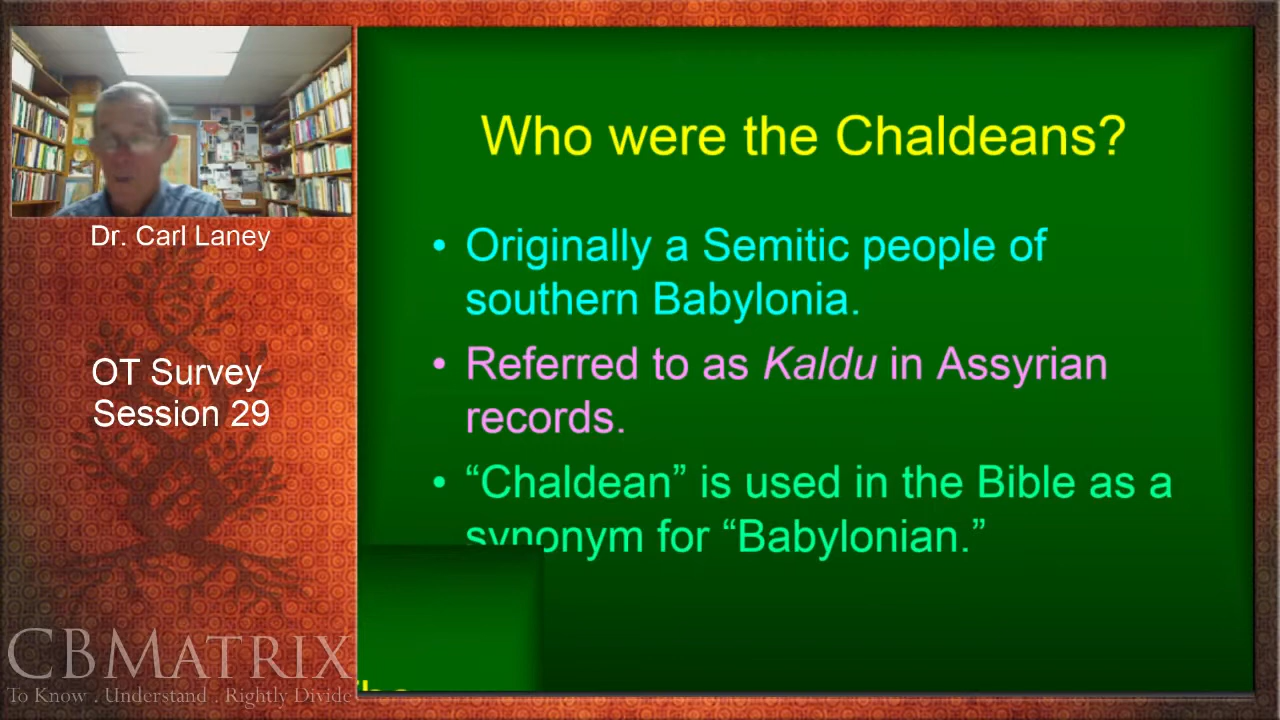 Who were the Chaldeans?
• Originally a Semitic people of
southern Babylonia.
• Referred to as Kaldu in Assyrian
records.
• “Chaldean” is used in the Bible as a
synonym for “Babylonian.”
Dr. Carl Laney
OT Survey
Session 29
CBMATRIX
To Know . Understand . Rightly Divide